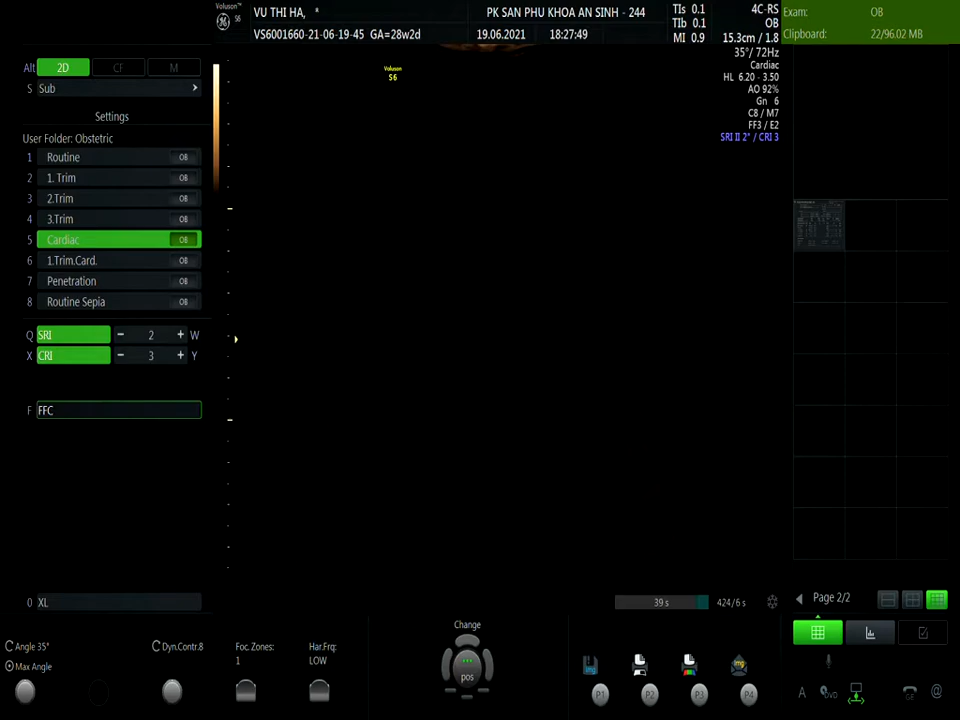 Voluson™
S6
VU THI HA, *
PK SAN PHU KHOA AN SINH - 244
VS6001660-21-06-19-45 GA=28w2d
19.06.2021
18:27:49
TIs 0.1
TIb 0.1
MI 0.9
4C-RS
OB
15.3cm / 1.8
35°/ 72Hz
Cardiac
HL 6.20 - 3.50
AO 92%
Gn 6
C8 / M7
FF3 / E2
SRI II 2° / CRI 3
Exam: OB
Clipboard: 22/96.02 MB
Voluson
S6
Alt 2D CF M
S Sub
Settings
User Folder: Obstetric
1 Routine OB
2 1. Trim OB
3 2.Trim OB
4 3.Trim OB
5 Cardiac OB
6 1.Trim.Card. OB
7 Penetration OB
8 Routine Sepia OB
Q SRI − 2 + W
X CRI − 3 + Y
F FFC
0 XL
39 s
424/6 s
Page 2/2
Angle 35°
Max Angle
Dyn.Contr.8
Foc. Zones:
1
Har.Frq:
LOW
Change
pos
Img
P1
P2
P3
P4
A
DVD
GE
@